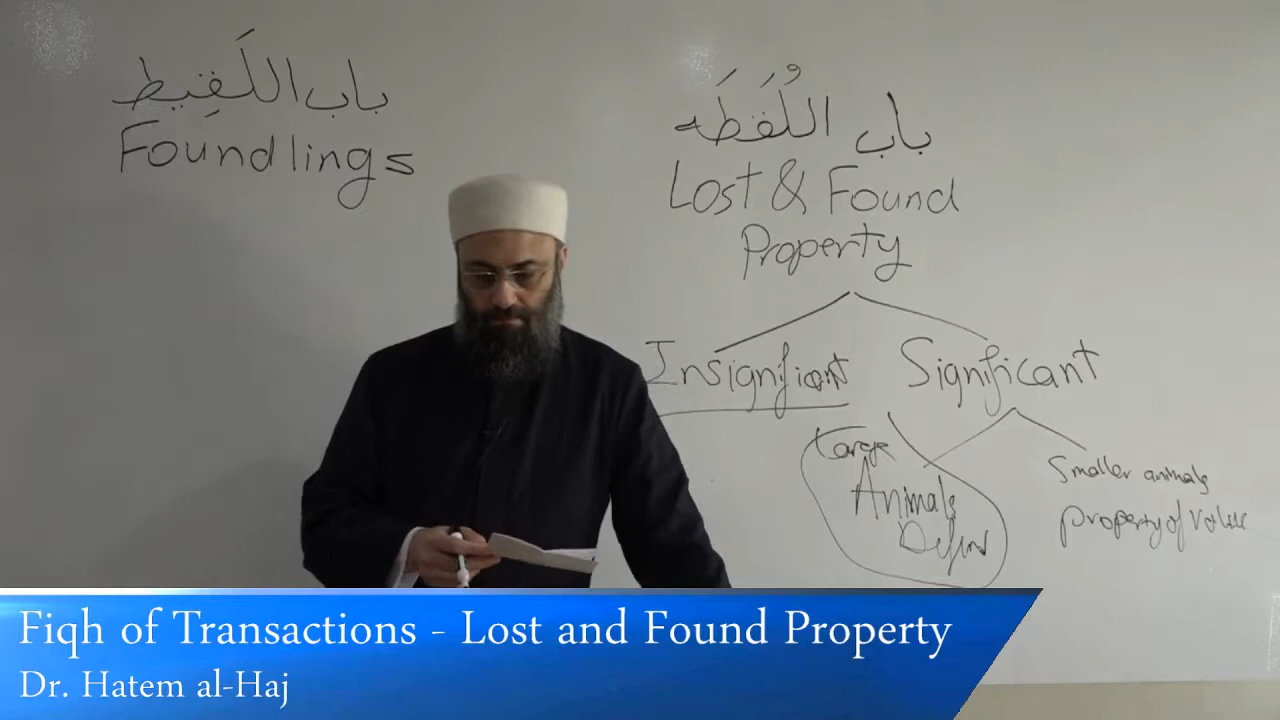 باب اللَقِيط
Foundlings
باب اللُقَطَه
Lost & Found
Property
Insignificant
Significant
Large
Animals
Smaller animals
Property of Value
Fiqh of Transactions - Lost and Found Property
Dr. Hatem al-Haj